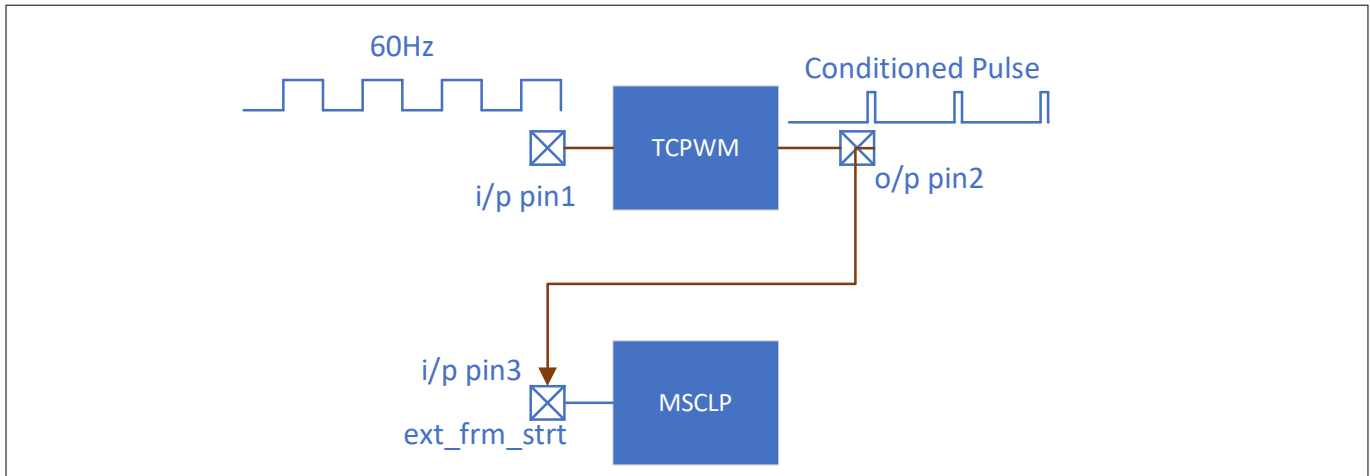 60Hz
Conditioned Pulse
TCPWM
i/p pin1
o/p pin2
i/p pin3
MSCLP
ext_frm_strt